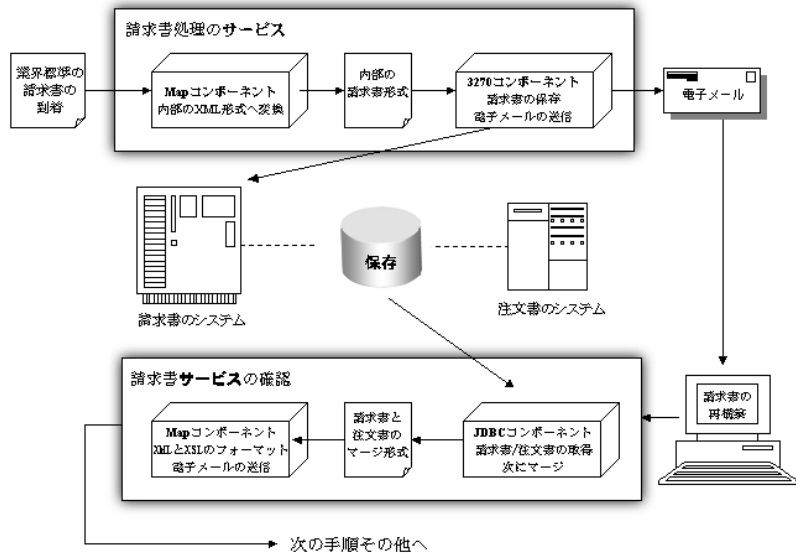 請求書処理のサービス
業界標準の
請求書の
到着
Mapコンポーネント
内部のXML形式へ変換
内部の
請求書形式
3270コンポーネント
請求書の保存
電子メールの送信
電子メール
保存
請求書のシステム
注文書のシステム
請求書サービスの確認
Mapコンポーネント
XMLとXSLのフォーマット
電子メールの送信
請求書と
注文書の
マージ形式
JDBCコンポーネント
請求書/注文書の取得
次にマージ
請求書の
再構築
次の手順その他へ